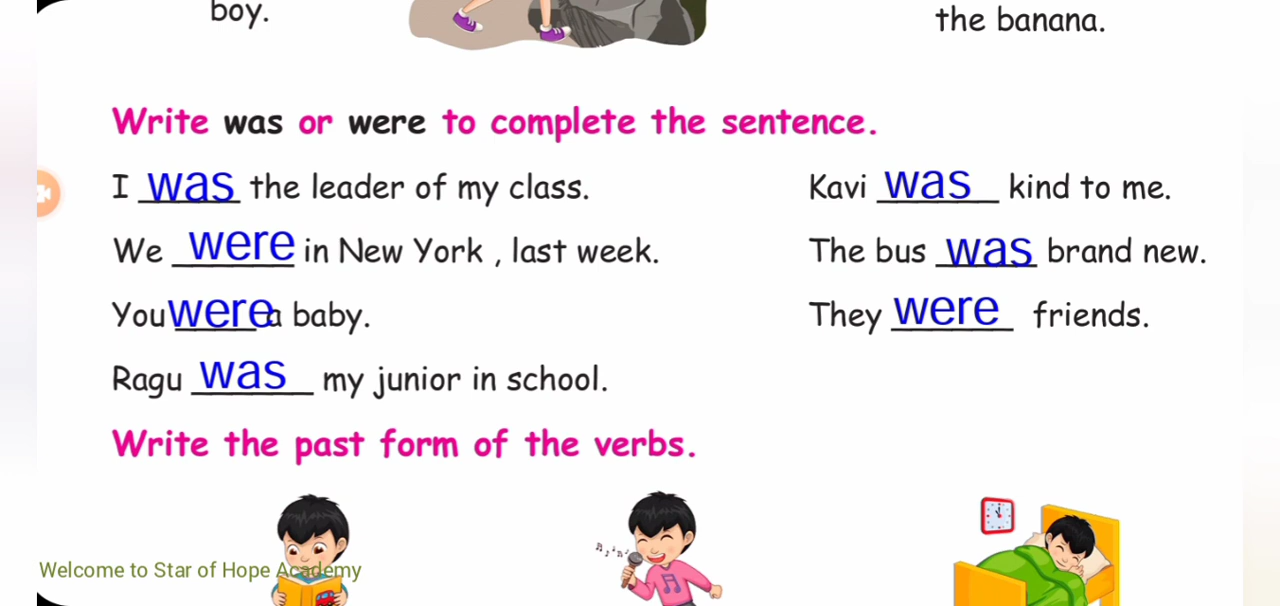 boy.
the banana.
Write was or were to complete the sentence.
I was the leader of my class.
Kavi was kind to me.
We were in New York , last week.
The bus was brand new.
You were a baby.
They were friends.
Ragu was my junior in school.
Write the past form of the verbs.
Welcome to Star of Hope Academy